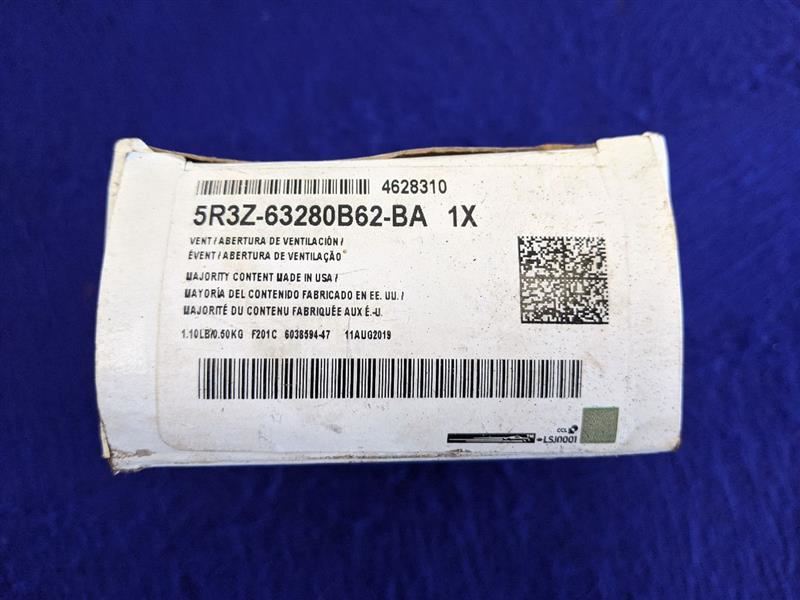 4628310
5R3Z-63280B62-BA 1X
VENT / ABERTURA DE VENTILACIÓN /
ÉVENT / ABERTURA DE VENTILAÇÃO
MAJORITY CONTENT MADE IN USA /
MAYORÍA DEL CONTENIDO FABRICADO EN EE. UU. /
MAJORITÉ DU CONTENU FABRIQUÉE AUX É.-U.
1.10LB/0.50KG F201C 6038594-47 11AUG2019
CCL
LSJ0001